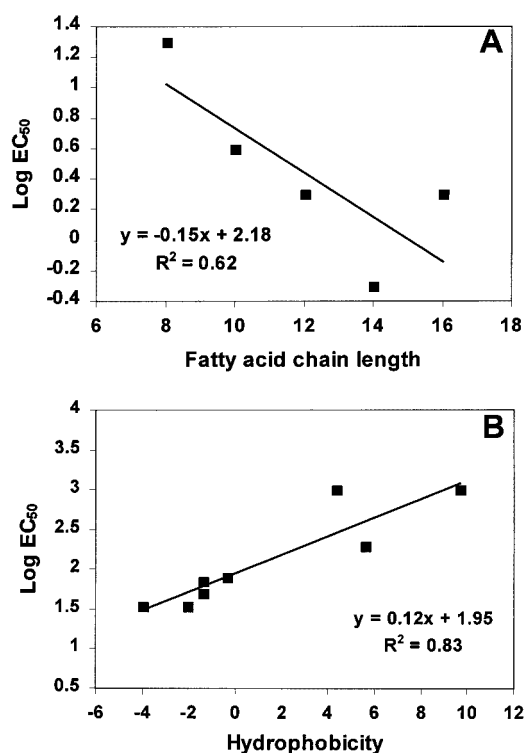 A
1.4
1.2
1
0.8
0.6
0.4
0.2
0
-0.2
-0.4
Log EC50
y = -0.15x + 2.18
R² = 0.62
6 8 10 12 14 16 18
Fatty acid chain length
B
4
3.5
3
2.5
2
1.5
1
0.5
Log EC50
y = 0.12x + 1.95
R² = 0.83
-6 -4 -2 0 2 4 6 8 10 12
Hydrophobicity